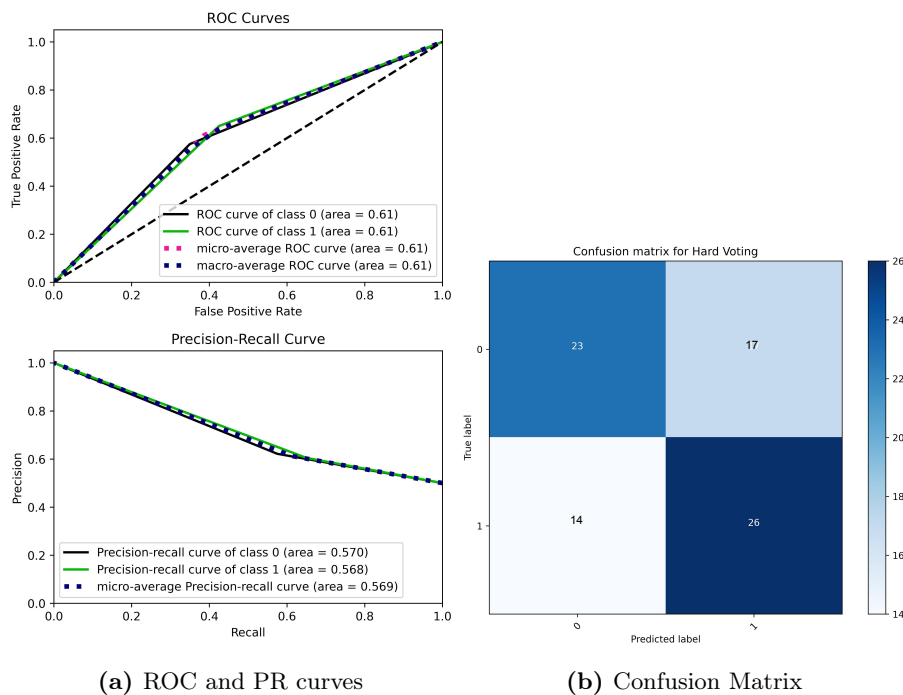 ROC Curves
1.0
0.8
0.6
0.4
0.2
0.0
True Positive Rate
ROC curve of class 0 (area = 0.61)
ROC curve of class 1 (area = 0.61)
micro-average ROC curve (area = 0.61)
macro-average ROC curve (area = 0.61)
0.0 0.2 0.4 0.6 0.8 1.0
False Positive Rate
Precision-Recall Curve
1.0
0.8
0.6
0.4
0.2
0.0
Precision
Precision-recall curve of class 0 (area = 0.570)
Precision-recall curve of class 1 (area = 0.568)
micro-average Precision-recall curve (area = 0.569)
0.0 0.2 0.4 0.6 0.8 1.0
Recall
(a) ROC and PR curves
Confusion matrix for Hard Voting
0
1
True label
23 17
14 26
0 1
Predicted label
26
24
22
20
18
16
14
(b) Confusion Matrix